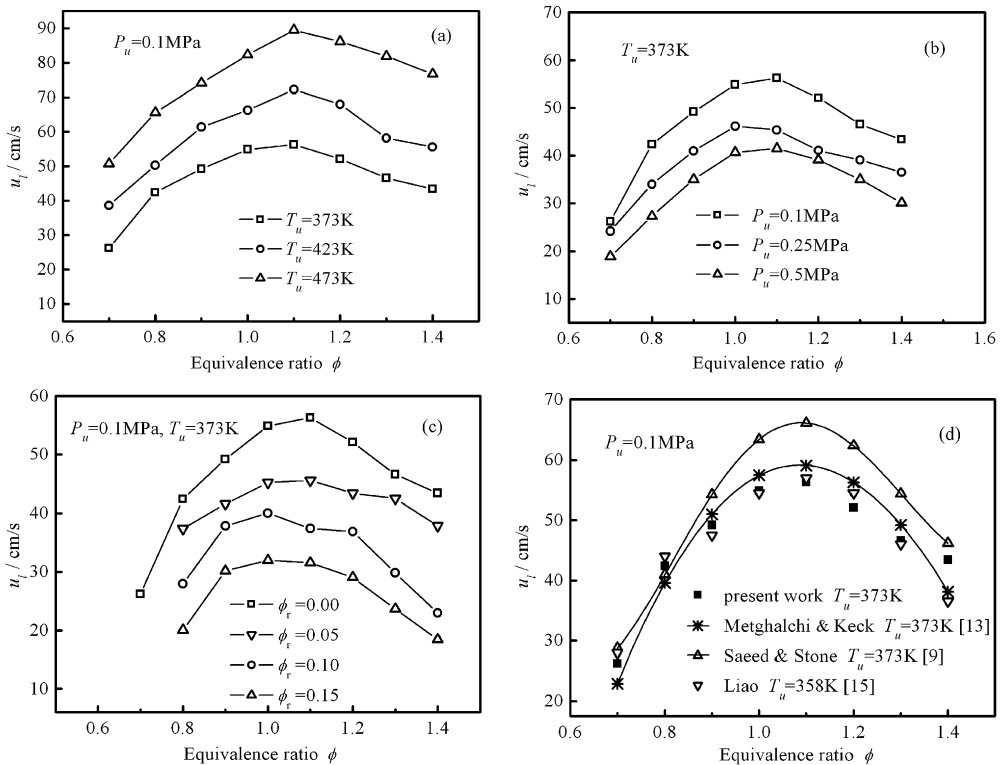 (a)
P_u=0.1MPa
u_l / cm/s
90
80
70
60
50
40
30
20
10
T_u=373K
T_u=423K
T_u=473K
0.6 0.8 1.0 1.2 1.4
Equivalence ratio ϕ
(b)
T_u=373K
u_l / cm/s
70
60
50
40
30
20
10
P_u=0.1MPa
P_u=0.25MPa
P_u=0.5MPa
0.6 0.8 1.0 1.2 1.4 1.6
Equivalence ratio ϕ
(c)
P_u=0.1MPa, T_u=373K
u_l / cm/s
60
50
40
30
20
10
ϕ_r=0.00
ϕ_r=0.05
ϕ_r=0.10
ϕ_r=0.15
0.6 0.8 1.0 1.2 1.4
Equivalence ratio ϕ
(d)
P_u=0.1MPa
u_l / cm/s
70
60
50
40
30
20
present work T_u=373K
Metghalchi & Keck T_u=373K [13]
Saeed & Stone T_u=373K [9]
Liao T_u=358K [15]
0.6 0.8 1.0 1.2 1.4
Equivalence ratio ϕ